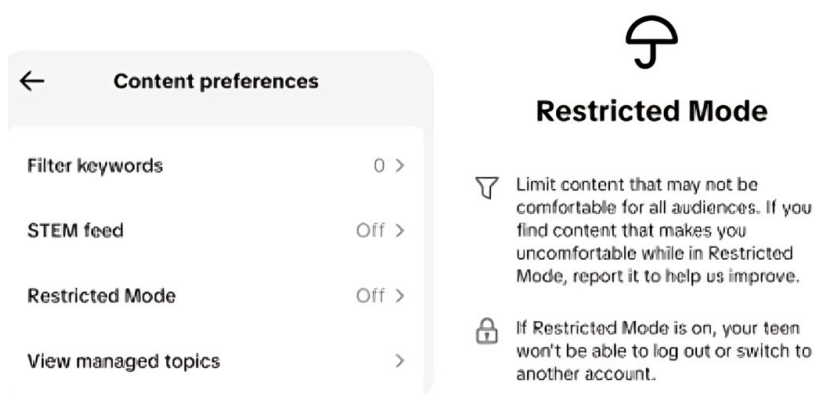 Content preferences
Filter keywords 0
STEM feed Off
Restricted Mode Off
View managed topics
Restricted Mode
Limit content that may not be
comfortable for all audiences. If you
find content that makes you
uncomfortable while in Restricted
Mode, report it to help us improve.
If Restricted Mode is on, your teen
won't be able to log out or switch to
another account.